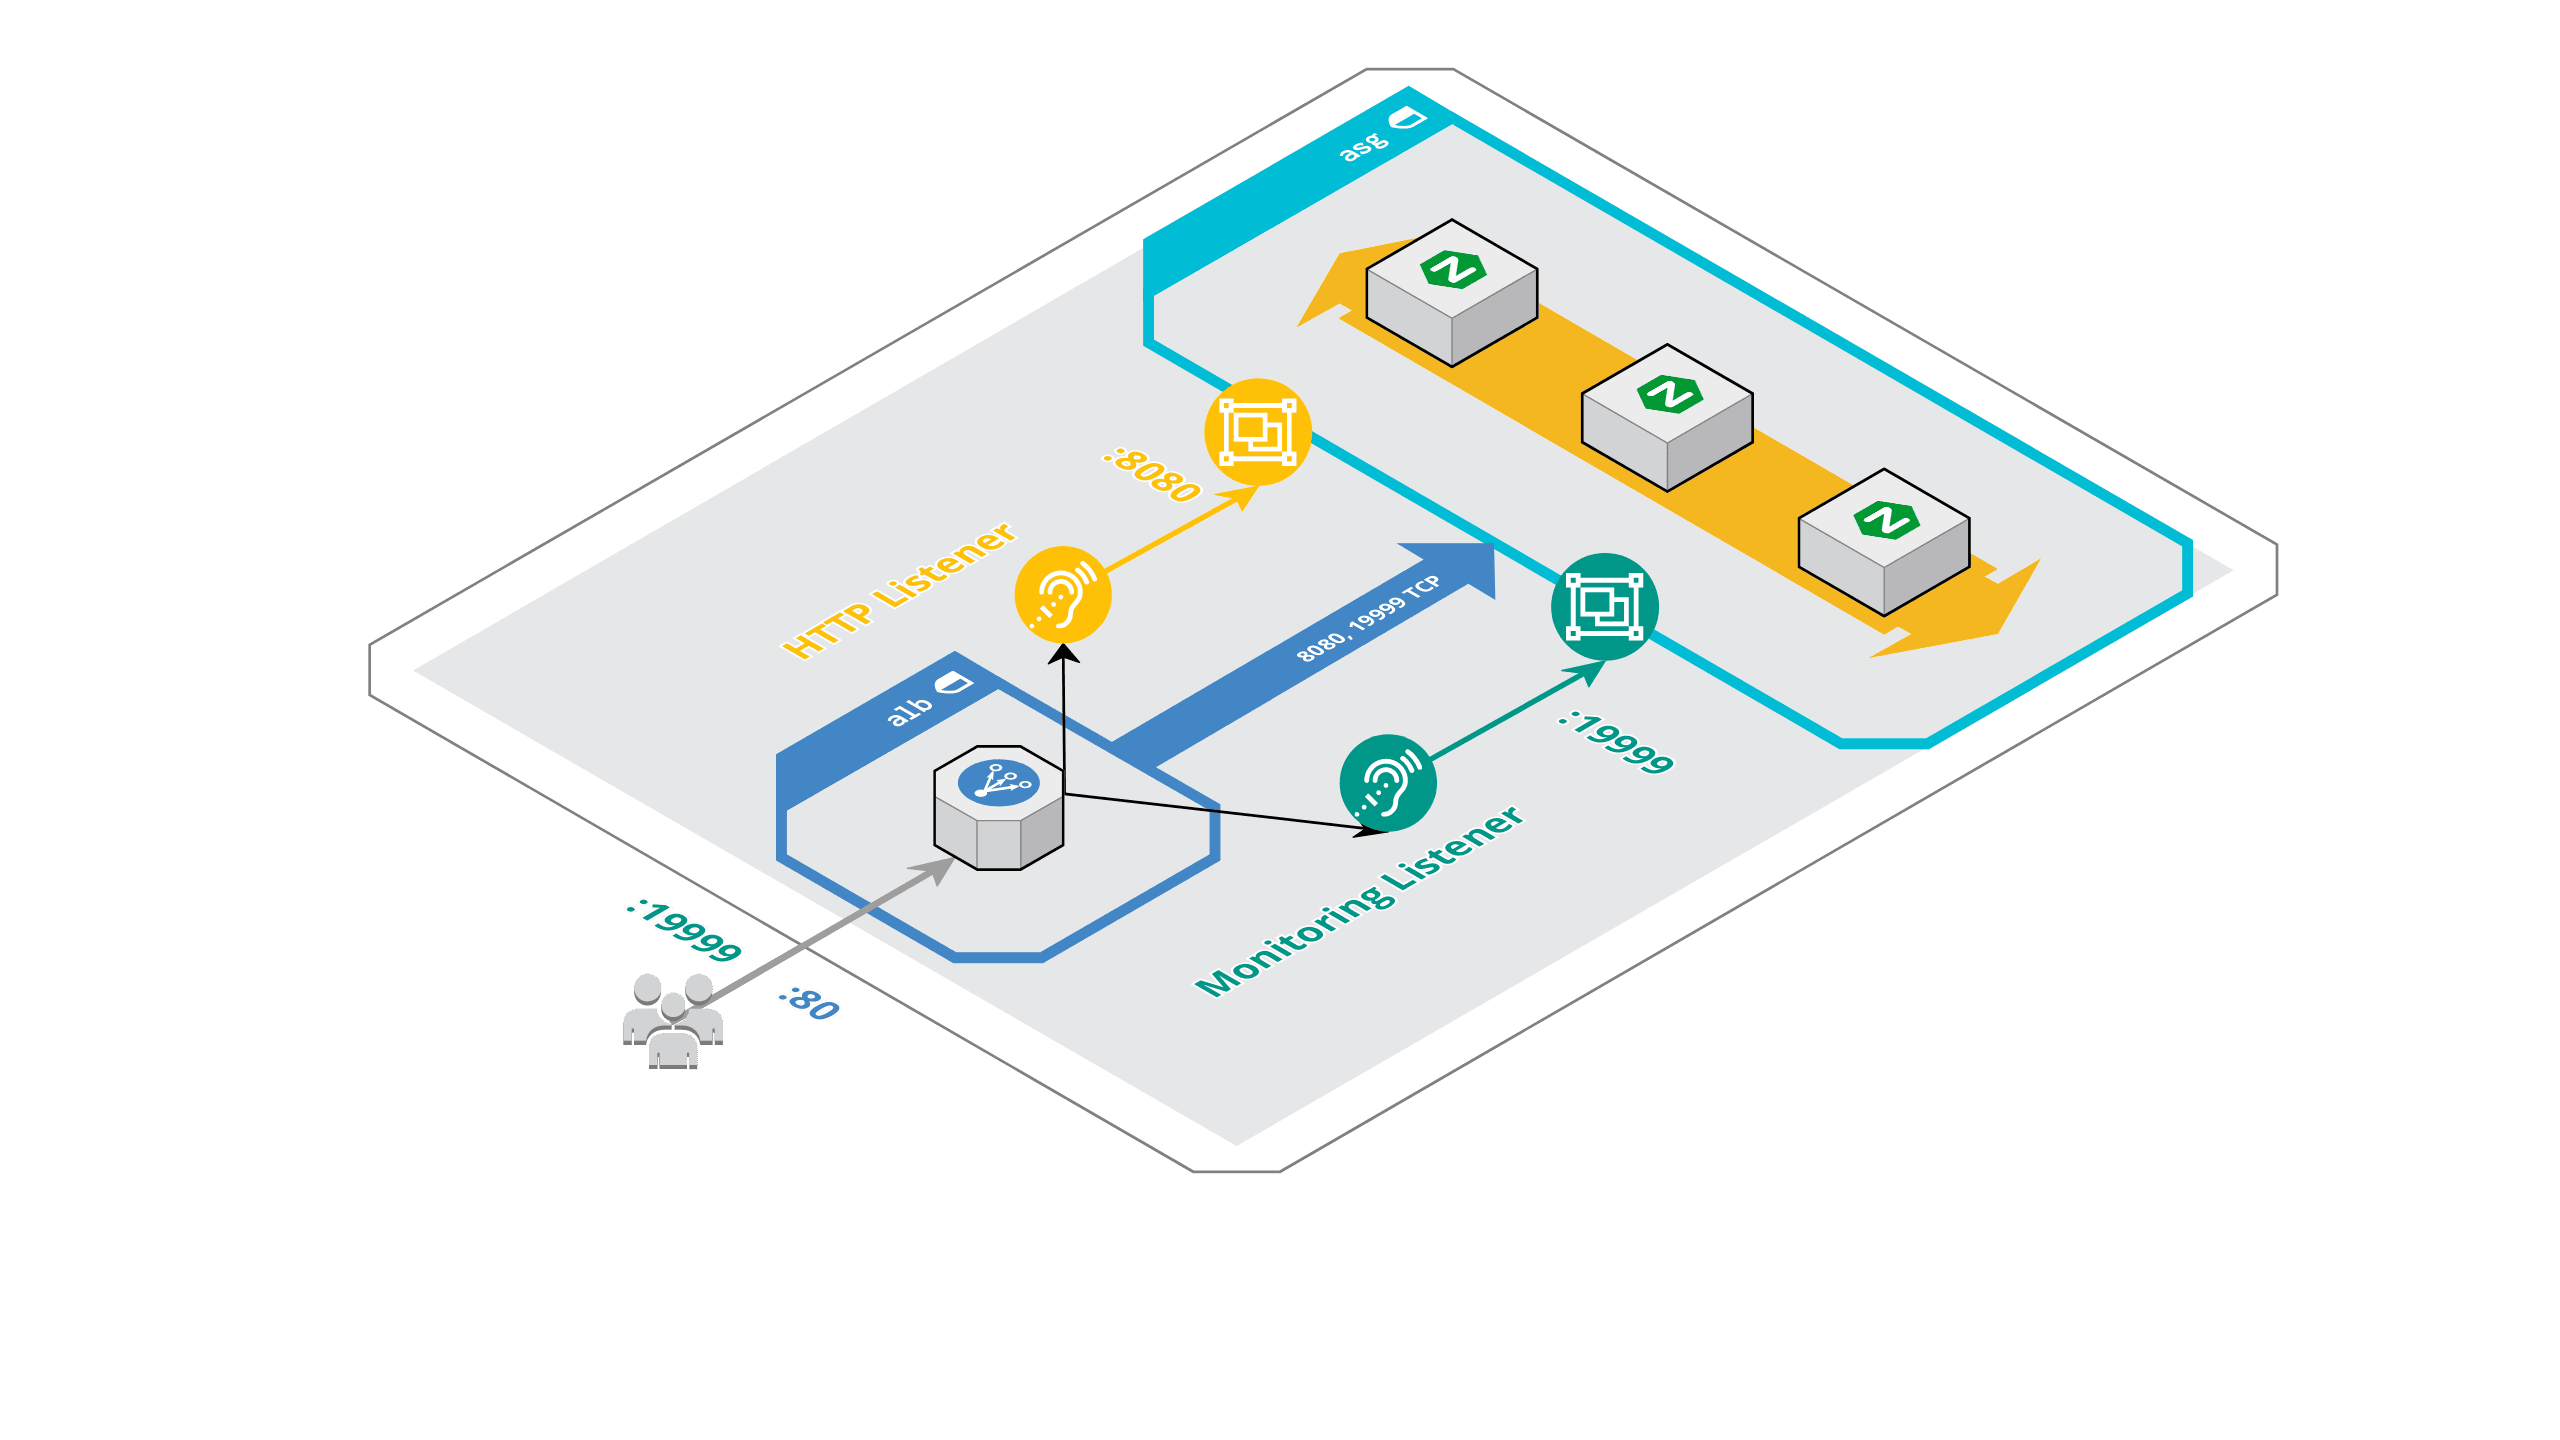 asg
:8080
HTTP Listener
8080, 19999 TCP
alb
:19999
Monitoring Listener
:19999
:80